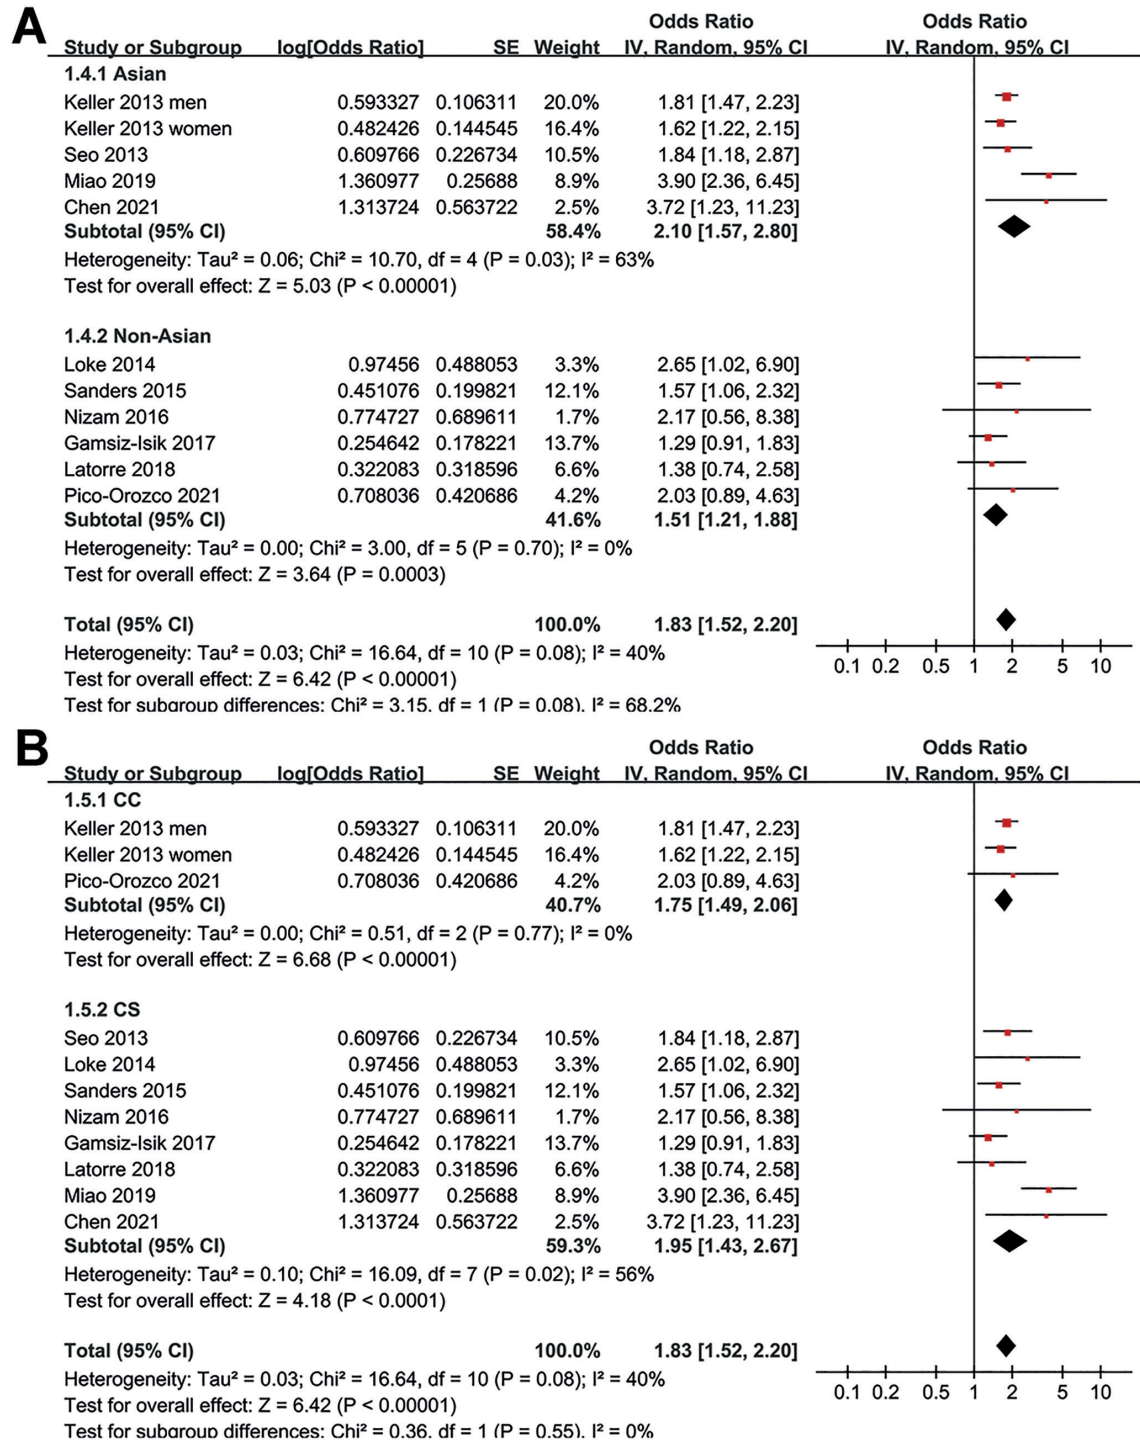 A
Odds Ratio Odds Ratio
Study or Subgroup log[Odds Ratio] SE Weight IV, Random, 95% CI IV, Random, 95% CI
1.4.1 Asian
Keller 2013 men 0.593327 0.106311 20.0% 1.81 [1.47, 2.23]
Keller 2013 women 0.482426 0.144545 16.4% 1.62 [1.22, 2.15]
Seo 2013 0.609766 0.226734 10.5% 1.84 [1.18, 2.87]
Miao 2019 1.360977 0.25688 8.9% 3.90 [2.36, 6.45]
Chen 2021 1.313724 0.563722 2.5% 3.72 [1.23, 11.23]
Subtotal (95% CI) 58.4% 2.10 [1.57, 2.80]
Heterogeneity: Tau² = 0.06; Chi² = 10.70, df = 4 (P = 0.03); I² = 63%
Test for overall effect: Z = 5.03 (P < 0.00001)
1.4.2 Non-Asian
Loke 2014 0.97456 0.488053 3.3% 2.65 [1.02, 6.90]
Sanders 2015 0.451076 0.199821 12.1% 1.57 [1.06, 2.32]
Nizam 2016 0.774727 0.689611 1.7% 2.17 [0.56, 8.38]
Gamsiz-Isik 2017 0.254642 0.178221 13.7% 1.29 [0.91, 1.83]
Latorre 2018 0.322083 0.318596 6.6% 1.38 [0.74, 2.58]
Pico-Orozco 2021 0.708036 0.420686 4.2% 2.03 [0.89, 4.63]
Subtotal (95% CI) 41.6% 1.51 [1.21, 1.88]
Heterogeneity: Tau² = 0.00; Chi² = 3.00, df = 5 (P = 0.70); I² = 0%
Test for overall effect: Z = 3.64 (P = 0.0003)
Total (95% CI) 100.0% 1.83 [1.52, 2.20]
Heterogeneity: Tau² = 0.03; Chi² = 16.64, df = 10 (P = 0.08); I² = 40%
0.1 0.2 0.5 1 2 5 10
Test for overall effect: Z = 6.42 (P < 0.00001)
Test for subgroup differences: Chi² = 3.15, df = 1 (P = 0.08), I² = 68.2%
B
Odds Ratio Odds Ratio
Study or Subgroup log[Odds Ratio] SE Weight IV, Random, 95% CI IV, Random, 95% CI
1.5.1 CC
Keller 2013 men 0.593327 0.106311 20.0% 1.81 [1.47, 2.23]
Keller 2013 women 0.482426 0.144545 16.4% 1.62 [1.22, 2.15]
Pico-Orozco 2021 0.708036 0.420686 4.2% 2.03 [0.89, 4.63]
Subtotal (95% CI) 40.7% 1.75 [1.49, 2.06]
Heterogeneity: Tau² = 0.00; Chi² = 0.51, df = 2 (P = 0.77); I² = 0%
Test for overall effect: Z = 6.68 (P < 0.00001)
1.5.2 CS
Seo 2013 0.609766 0.226734 10.5% 1.84 [1.18, 2.87]
Loke 2014 0.97456 0.488053 3.3% 2.65 [1.02, 6.90]
Sanders 2015 0.451076 0.199821 12.1% 1.57 [1.06, 2.32]
Nizam 2016 0.774727 0.689611 1.7% 2.17 [0.56, 8.38]
Gamsiz-Isik 2017 0.254642 0.178221 13.7% 1.29 [0.91, 1.83]
Latorre 2018 0.322083 0.318596 6.6% 1.38 [0.74, 2.58]
Miao 2019 1.360977 0.25688 8.9% 3.90 [2.36, 6.45]
Chen 2021 1.313724 0.563722 2.5% 3.72 [1.23, 11.23]
Subtotal (95% CI) 59.3% 1.95 [1.43, 2.67]
Heterogeneity: Tau² = 0.10; Chi² = 16.09, df = 7 (P = 0.02); I² = 56%
Test for overall effect: Z = 4.18 (P < 0.0001)
Total (95% CI) 100.0% 1.83 [1.52, 2.20]
Heterogeneity: Tau² = 0.03; Chi² = 16.64, df = 10 (P = 0.08); I² = 40%
0.1 0.2 0.5 1 2 5 10
Test for overall effect: Z = 6.42 (P < 0.00001)
Test for subgroup differences: Chi² = 0.36, df = 1 (P = 0.55), I² = 0%